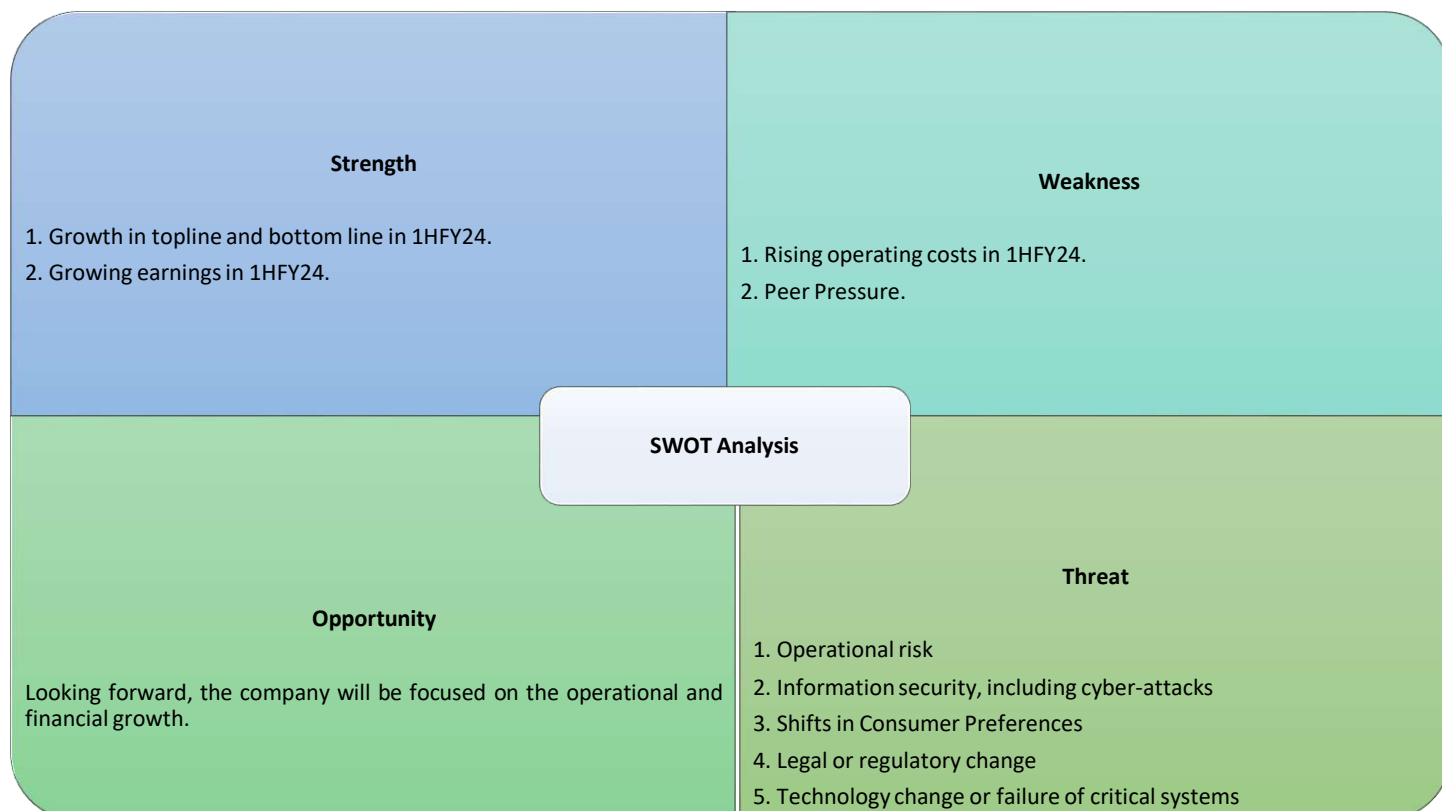 Strength
1. Growth in topline and bottom line in 1HFY24.
2. Growing earnings in 1HFY24.
Weakness
1. Rising operating costs in 1HFY24.
2. Peer Pressure.
SWOT Analysis
Opportunity
Looking forward, the company will be focused on the operational and
financial growth.
Threat
1. Operational risk
2. Information security, including cyber-attacks
3. Shifts in Consumer Preferences
4. Legal or regulatory change
5. Technology change or failure of critical systems